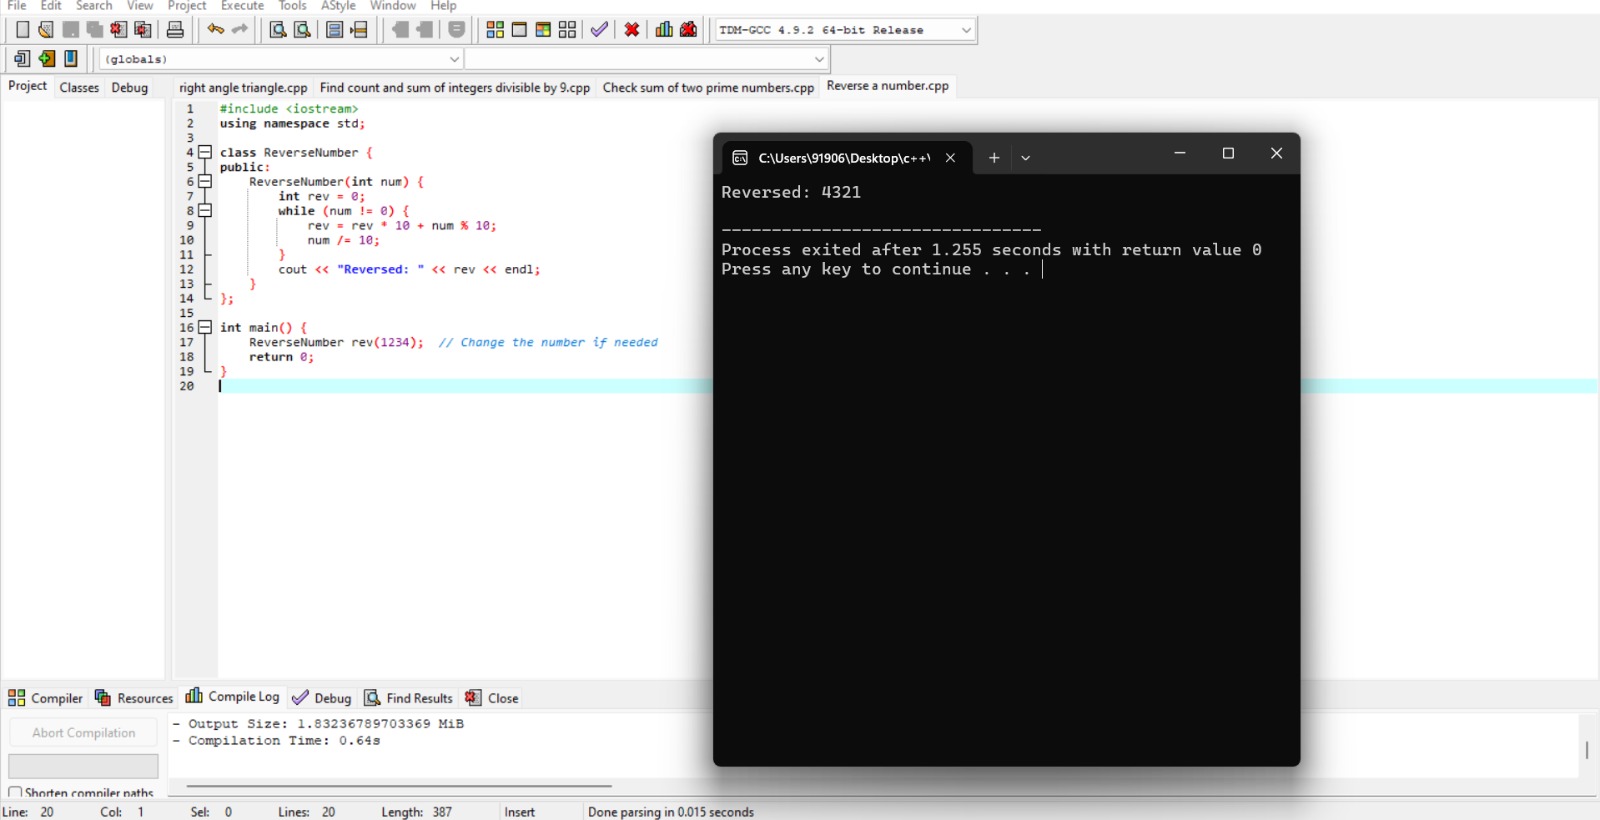 File Edit Search View Project Execute Tools AStyle Window Help
TDM-GCC 4.9.2 64-bit Release
(globals)
Project Classes Debug
right angle triangle.cpp Find count and sum of integers divisible by 9.cpp Check sum of two prime numbers.cpp Reverse a number.cpp
1 #include <iostream>
2 using namespace std;
3
4 class ReverseNumber {
5 public:
6 ReverseNumber(int num) {
7 int rev = 0;
8 while (num != 0) {
9 rev = rev * 10 + num % 10;
10 num /= 10;
11 }
12 cout << "Reversed: " << rev << endl;
13 }
14 };
15
16 int main() {
17 ReverseNumber rev(1234); // Change the number if needed
18 return 0;
19 }
20
C:\Users\91906\Desktop\c++\
Reversed: 4321
--------------------------------
Process exited after 1.255 seconds with return value 0
Press any key to continue . . .
Compiler Resources Compile Log Debug Find Results Close
Abort Compilation
- Output Size: 1.83236789703369 MiB
- Compilation Time: 0.64s
Shorten compiler paths
Line: 20 Col: 1 Sel: 0 Lines: 20 Length: 387 Insert Done parsing in 0.015 seconds